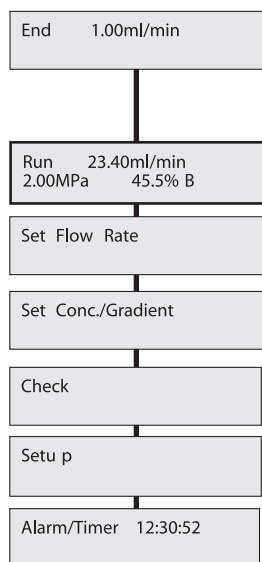 End 1.00ml/min
Run 23.40ml/min
2.00MPa 45.5% B
Set Flow Rate
Set Conc./Gradient
Check
Setu p
Alarm/Timer 12:30:52